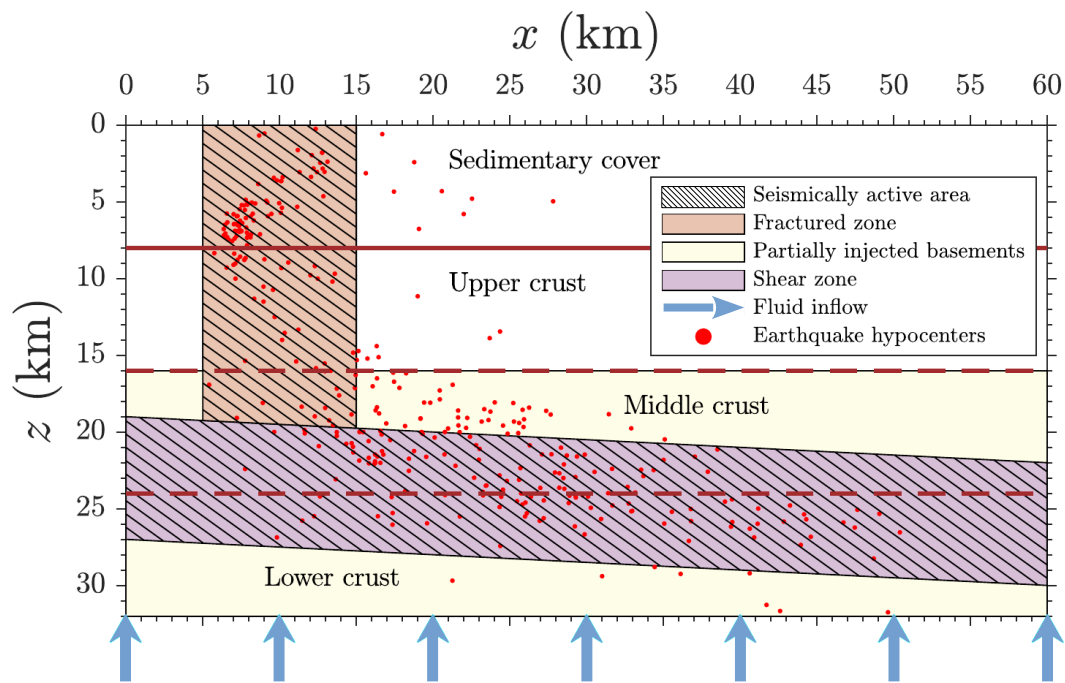 x (km)
0 5 10 15 20 25 30 35 40 45 50 55 60
z (km)
0
5
10
15
20
25
30
Sedimentary cover
Upper crust
Middle crust
Lower crust
Seismically active area
Fractured zone
Partially injected basements
Shear zone
Fluid inflow
Earthquake hypocenters